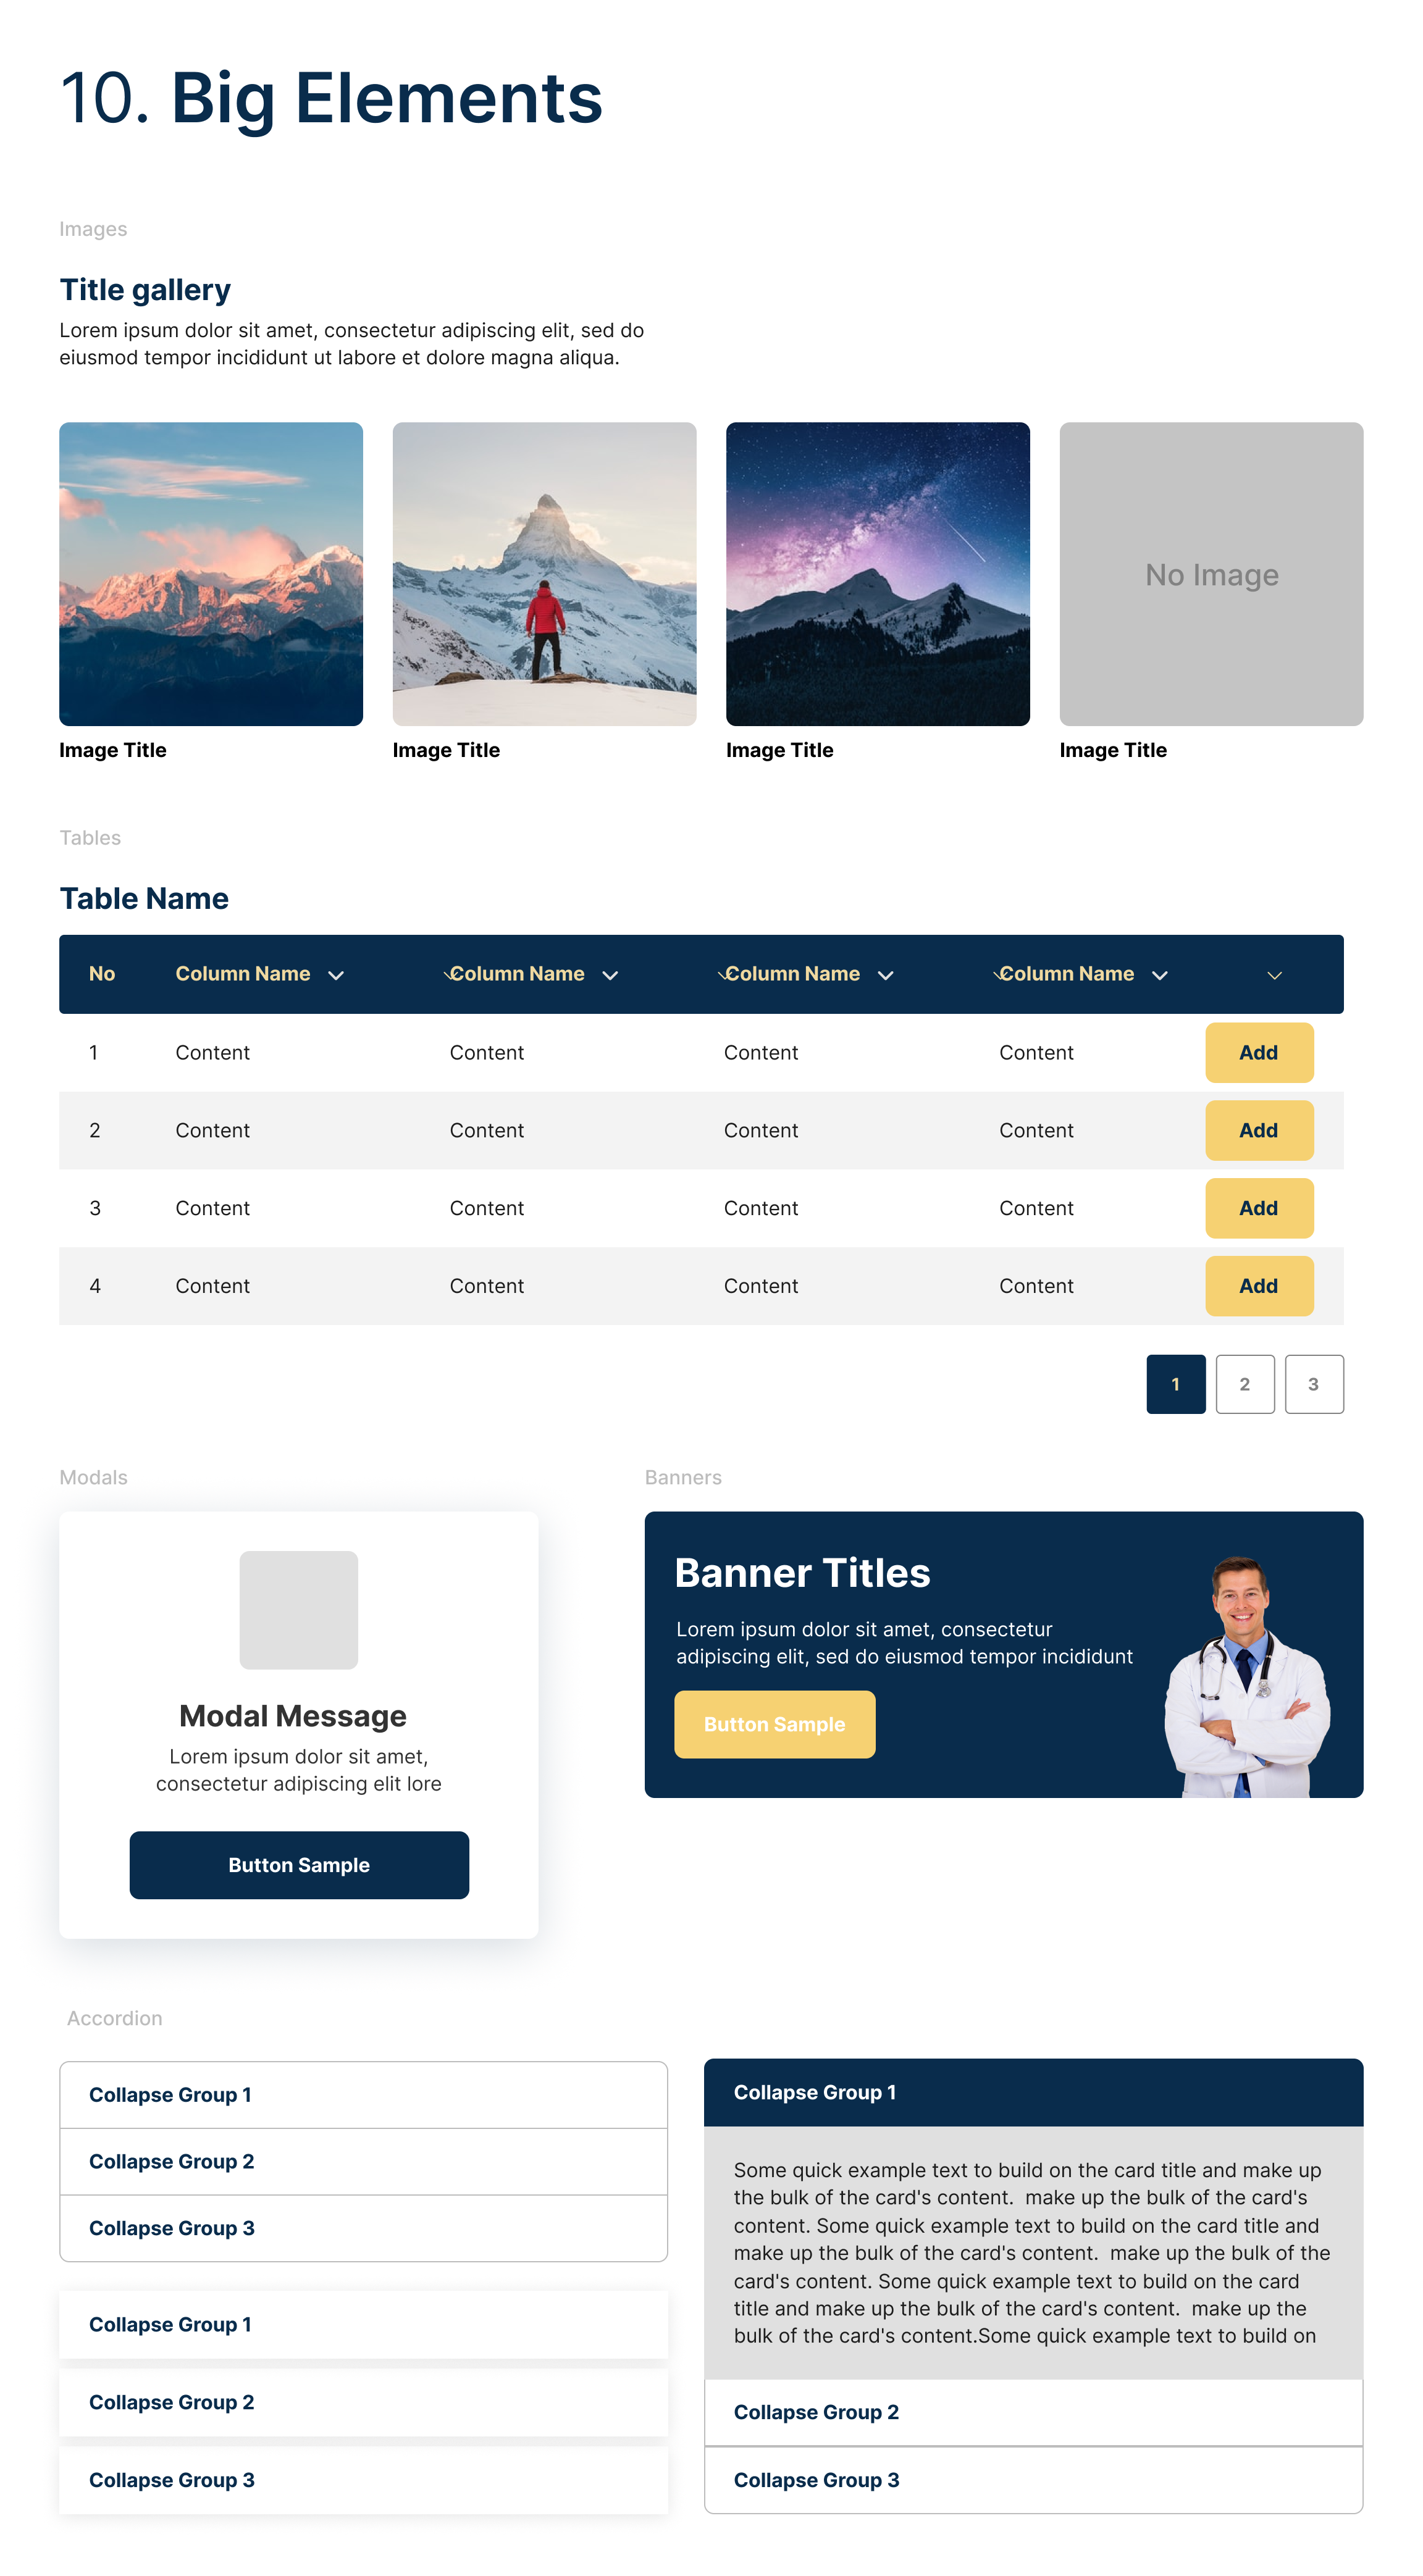 10. Big Elements
Images
Title gallery
Lorem ipsum dolor sit amet, consectetur adipiscing elit, sed do
eiusmod tempor incididunt ut labore et dolore magna aliqua.
No Image
Image Title Image Title Image Title Image Title
Tables
Table Name
No Column Name Column Name Column Name Column Name
1 Content Content Content Content Add
2 Content Content Content Content Add
3 Content Content Content Content Add
4 Content Content Content Content Add
1 2 3
Modals
Modal Message
Lorem ipsum dolor sit amet,
consectetur adipiscing elit lore
Button Sample
Banners
Banner Titles
Lorem ipsum dolor sit amet, consectetur
adipiscing elit, sed do eiusmod tempor incididunt
Button Sample
Accordion
Collapse Group 1
Collapse Group 2
Collapse Group 3
Collapse Group 1
Collapse Group 2
Collapse Group 3
Collapse Group 1
Some quick example text to build on the card title and make up
the bulk of the card's content.  make up the bulk of the card's
content. Some quick example text to build on the card title and
make up the bulk of the card's content.  make up the bulk of the
card's content. Some quick example text to build on the card
title and make up the bulk of the card's content.  make up the
bulk of the card's content.Some quick example text to build on
Collapse Group 2
Collapse Group 3